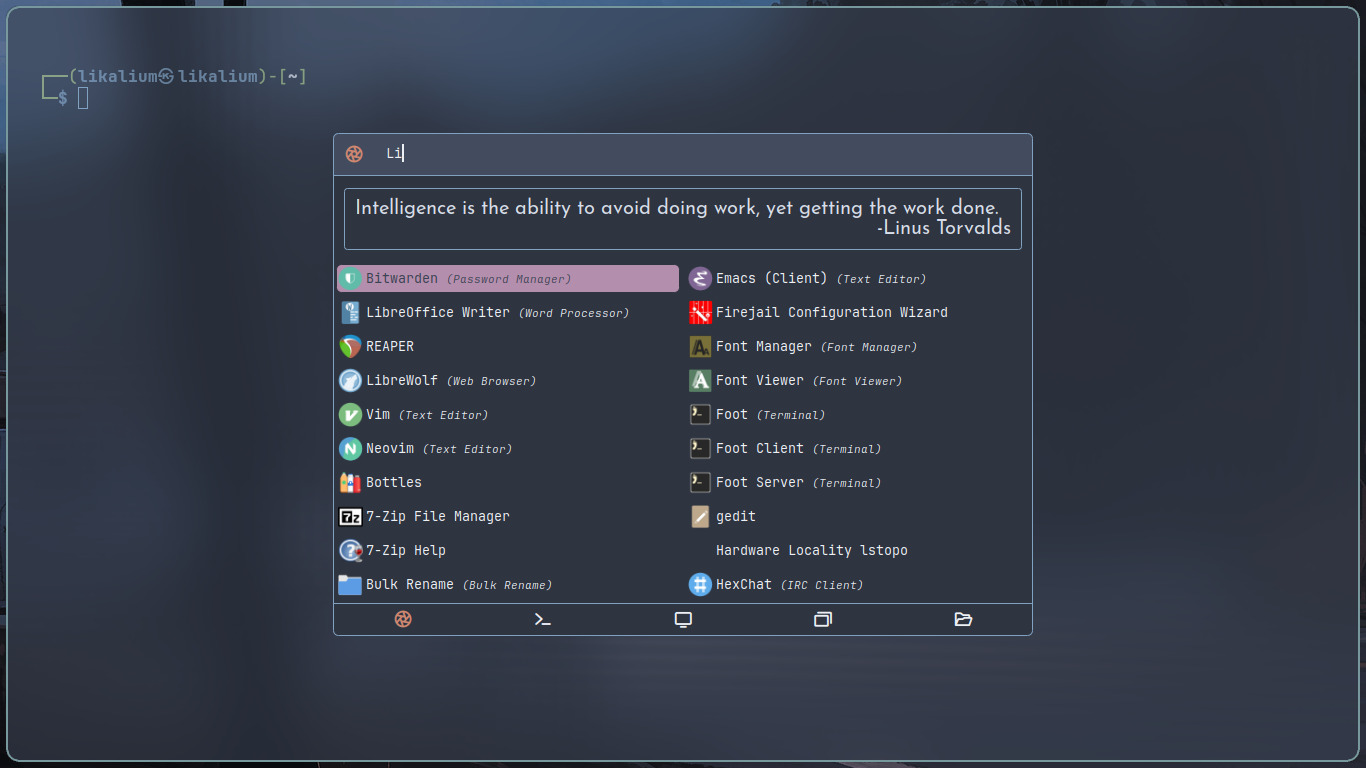 ┌──(likalium㉿likalium)-[~]
└─$
Li
Intelligence is the ability to avoid doing work, yet getting the work done.
-Linus Torvalds
Bitwarden (Password Manager)
LibreOffice Writer (Word Processor)
REAPER
LibreWolf (Web Browser)
Vim (Text Editor)
Neovim (Text Editor)
Bottles
7-Zip File Manager
7-Zip Help
Bulk Rename (Bulk Rename)
Emacs (Client) (Text Editor)
Firejail Configuration Wizard
Font Manager (Font Manager)
Font Viewer (Font Viewer)
Foot (Terminal)
Foot Client (Terminal)
Foot Server (Terminal)
gedit
Hardware Locality lstopo
HexChat (IRC Client)